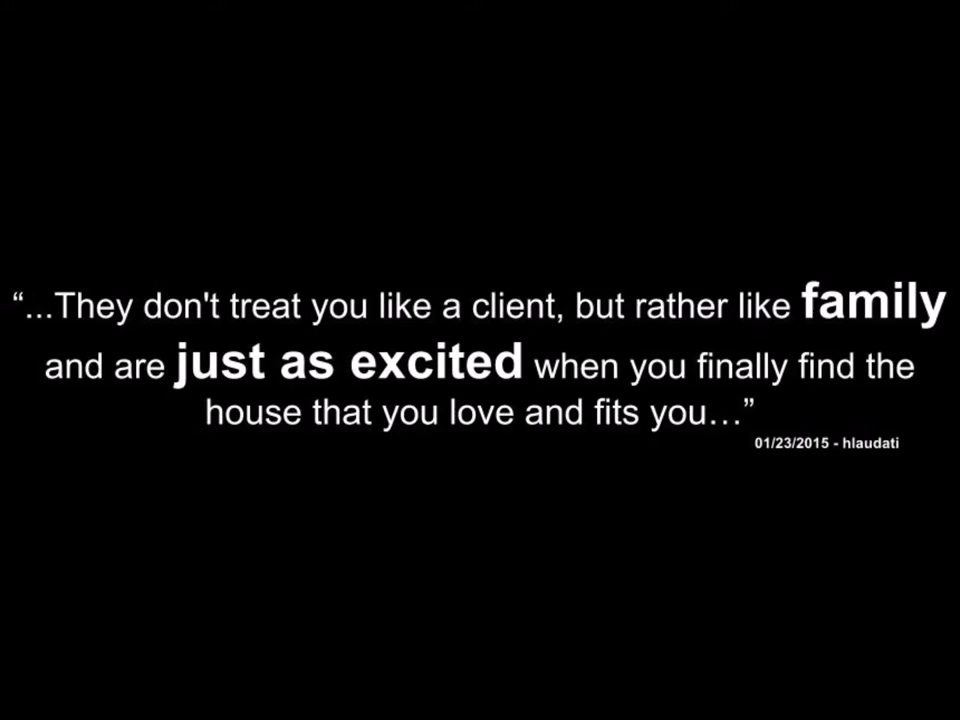 “...They don't treat you like a client, but rather like family
and are just as excited when you finally find the
house that you love and fits you…”
01/23/2015 - hlaudati